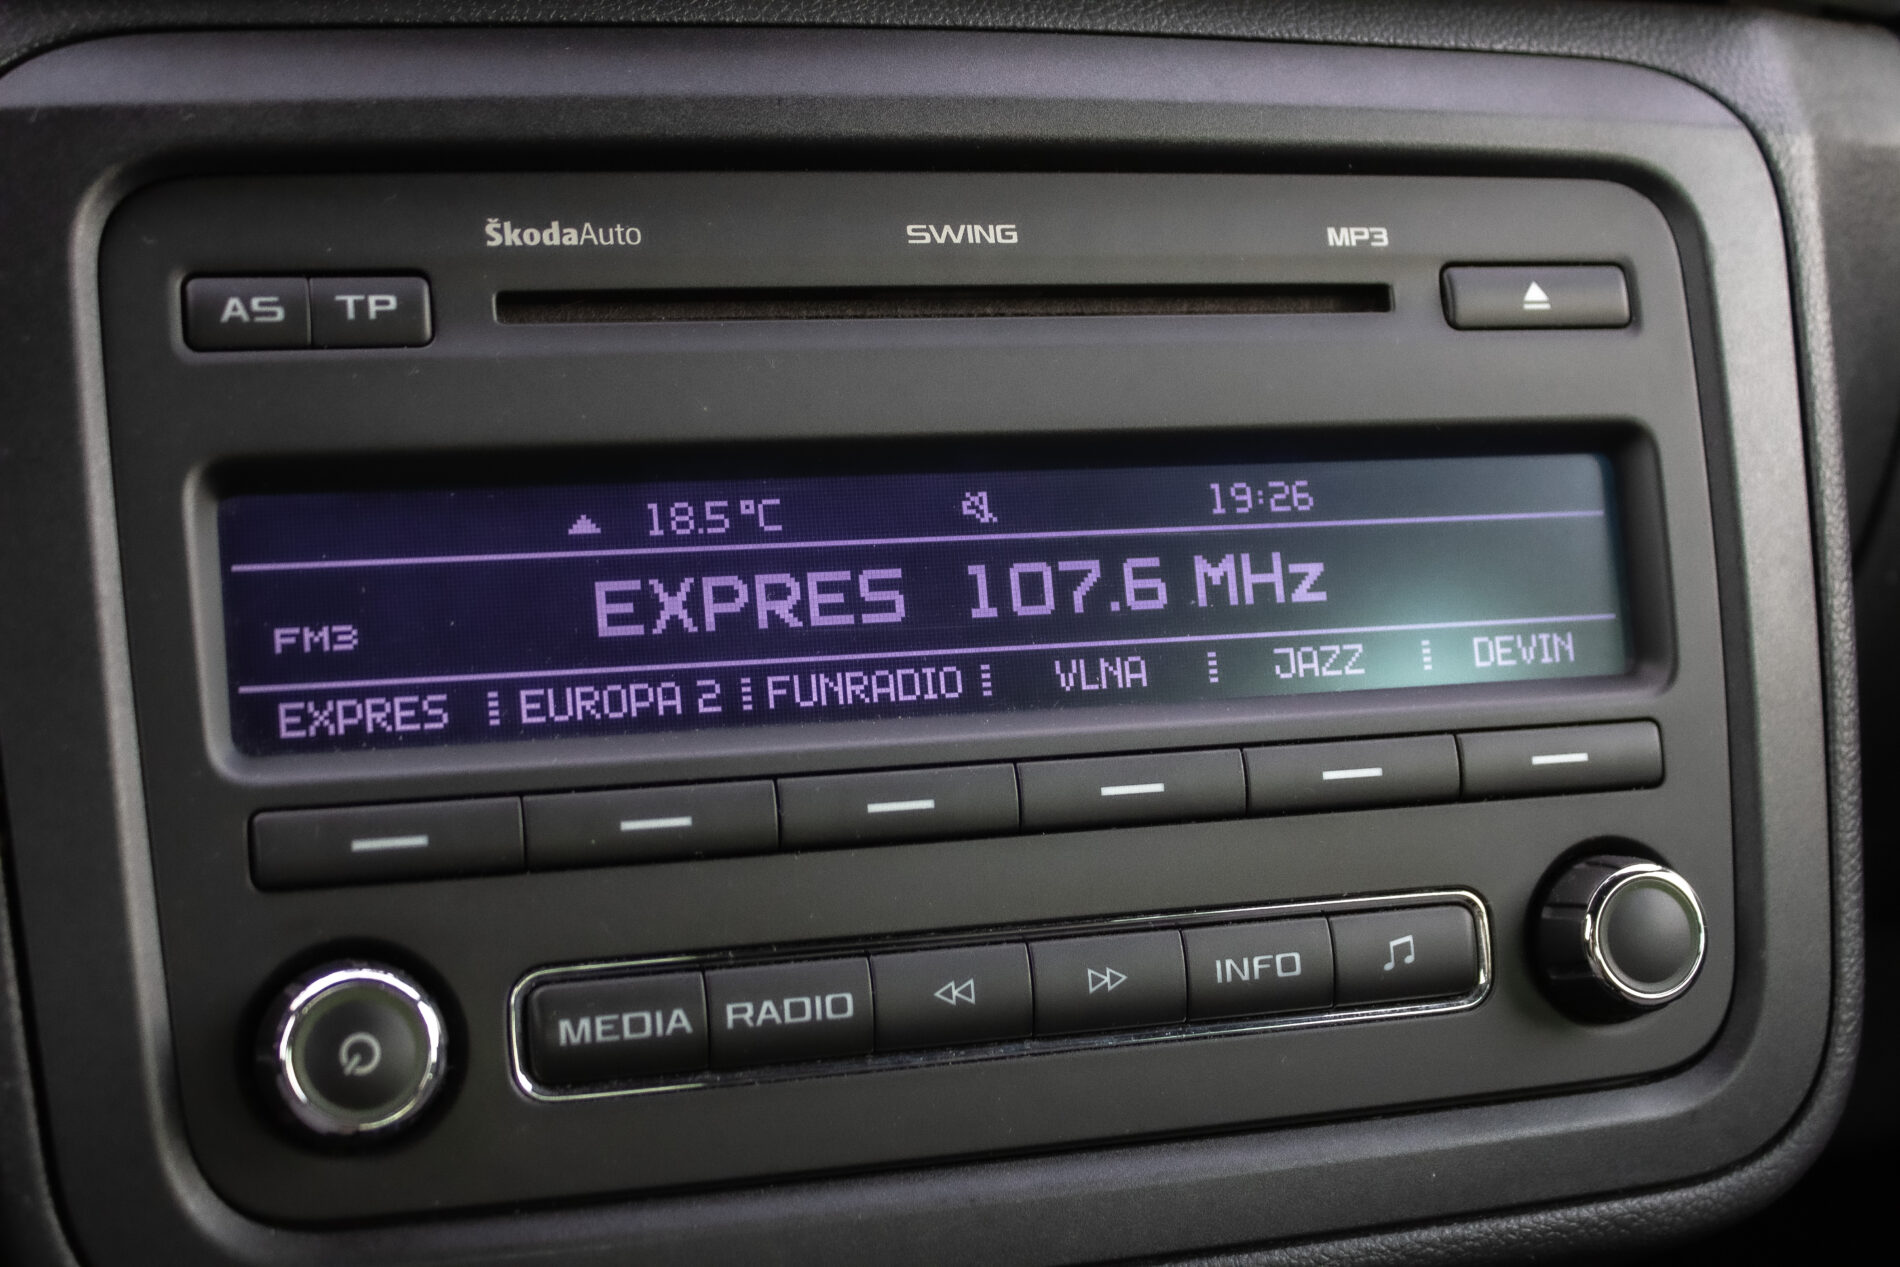 ŠkodaAuto SWING MP3
AS TP
18.5°C 19:26
EXPRES 107.6 MHz
FM3
EXPRES EUROPA 2 FUNRADIO VLNA JAZZ DEVIN
MEDIA RADIO INFO